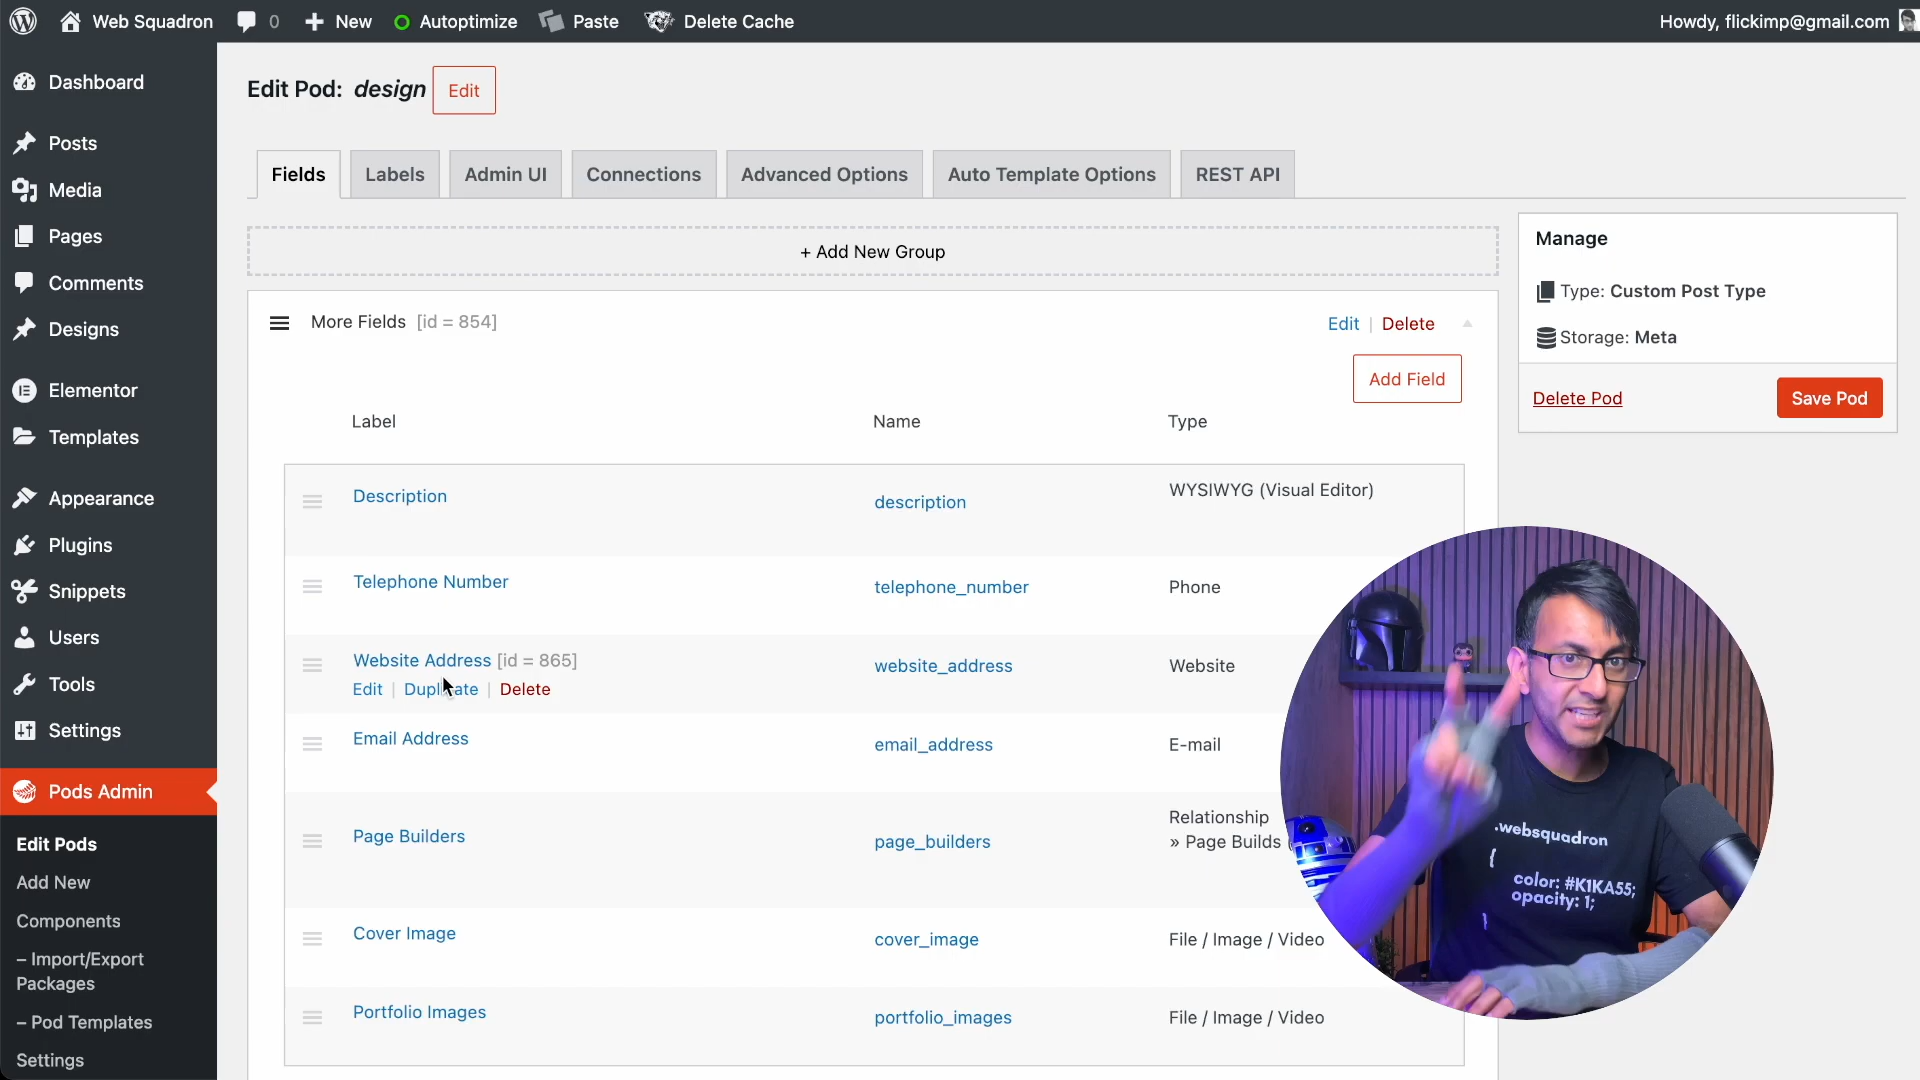 Web Squadron
0
New
Autoptimize
Paste
Delete Cache
Howdy, flickimp@gmail.com
Dashboard
Posts
Media
Pages
Comments
Designs
Elementor
Templates
Appearance
Plugins
Snippets
Users
Tools
Settings
Pods Admin
Edit Pods
Add New
Components
– Import/Export
Packages
– Pod Templates
Settings
Edit Pod: design
Edit
Fields
Labels
Admin UI
Connections
Advanced Options
Auto Template Options
REST API
+ Add New Group
More Fields [id = 854]
Edit | Delete
Add Field
Label Name Type
Description description WYSIWYG (Visual Editor)
Telephone Number telephone_number Phone
Website Address [id = 865] website_address Website
Edit | Duplicate | Delete
Email Address email_address E-mail
Page Builders page_builders Relationship
» Page Builds
Cover Image cover_image File / Image / Video
Portfolio Images portfolio_images File / Image / Video
Manage
Type: Custom Post Type
Storage: Meta
Delete Pod
Save Pod
.websquadron
{
color: #K1KA55;
opacity: 1;
}